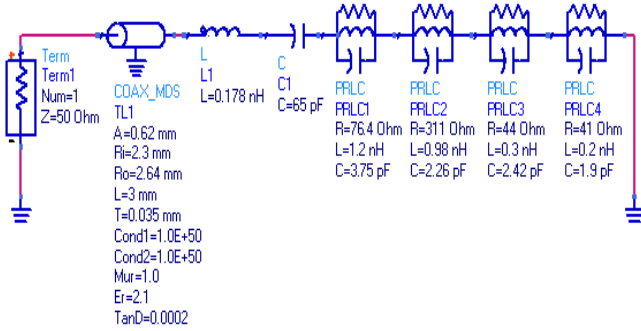 Term
Term1
Num=1
Z=50 Ohm
COAX_MDS
TL1
A=0.62 mm
Ri=2.3 mm
Ro=2.64 mm
L=3 mm
T=0.035 mm
Cond1=1.0E+50
Cond2=1.0E+50
Mur=1.0
Er=2.1
TanD=0.0002
L
L1
L=0.178 nH
C
C1
C=65 pF
PRLC
PRLC1
R=76.4 Ohm
L=1.2 nH
C=3.75 pF
PRLC
PRLC2
R=311 Ohm
L=0.98 nH
C=2.26 pF
PRLC
PRLC3
R=44 Ohm
L=0.3 nH
C=2.42 pF
PRLC
PRLC4
R=41 Ohm
L=0.2 nH
C=1.9 pF